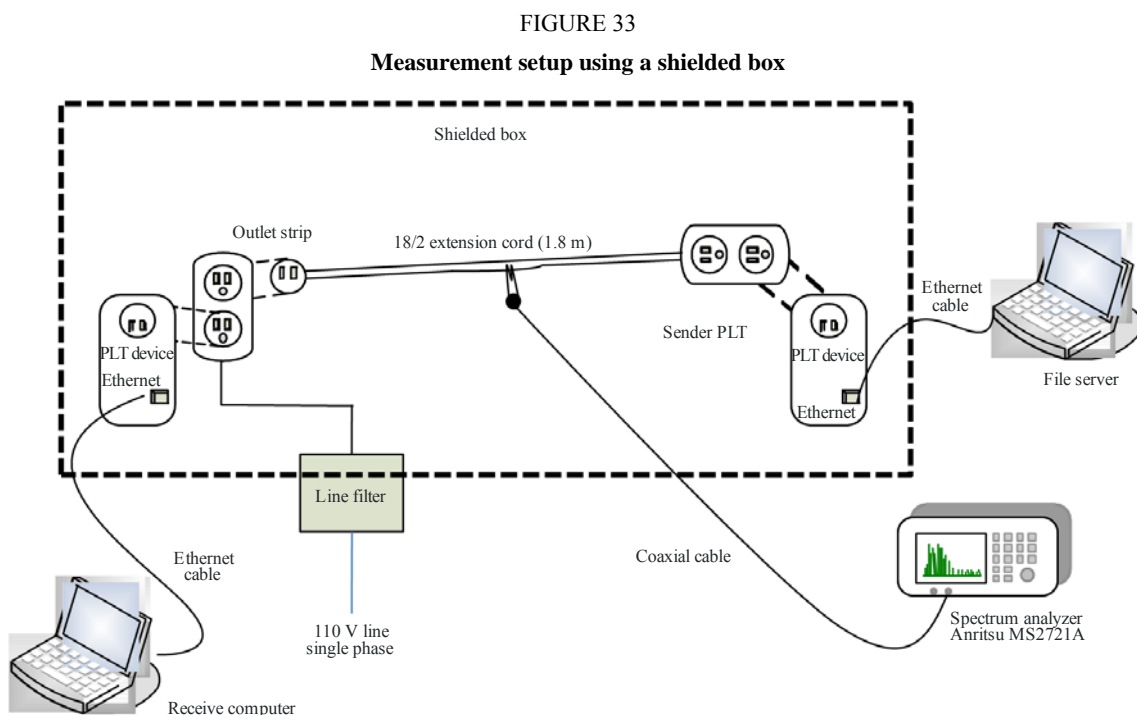 FIGURE 33
Measurement setup using a shielded box
Shielded box
Outlet strip
18/2 extension cord (1.8 m)
Ethernet
cable
Sender PLT
PLT device
Ethernet
PLT device
Ethernet
File server
Line filter
Ethernet
cable
Coaxial cable
110 V line
single phase
Spectrum analyzer
Anritsu MS2721A
Receive computer